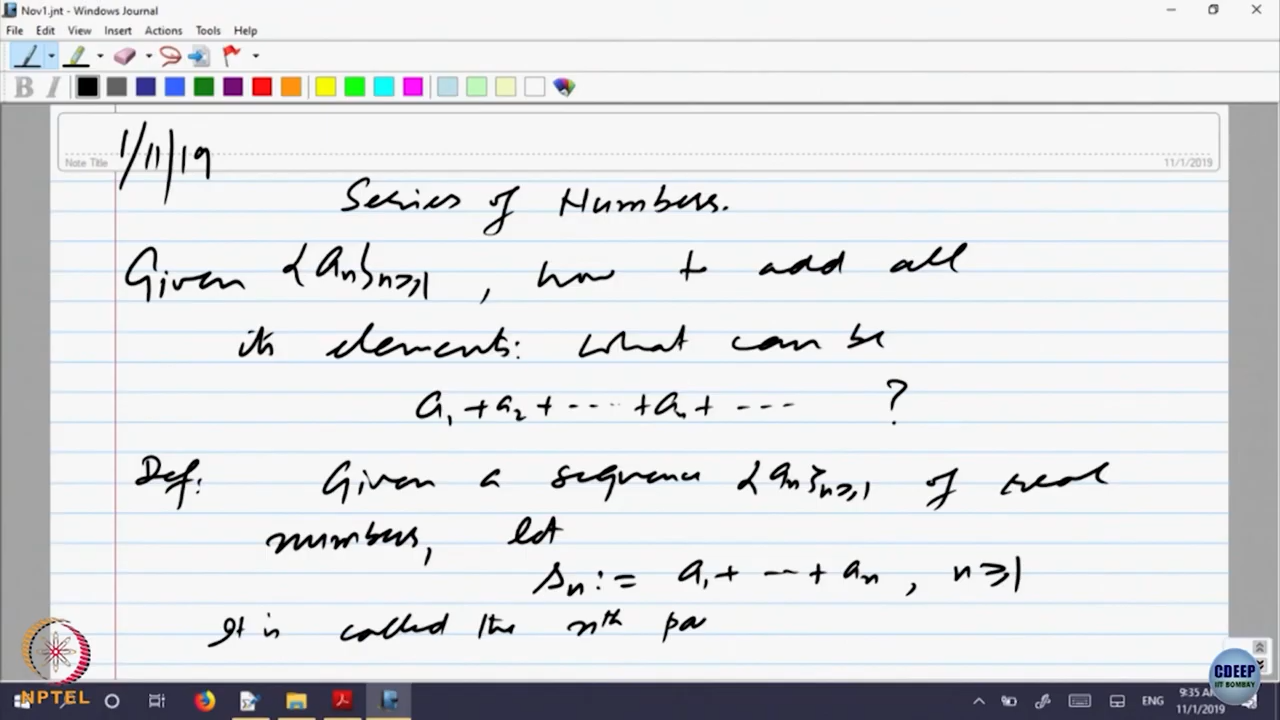 Nov1.jnt - Windows Journal
File Edit View Insert Actions Tools Help
B I
1/11/19
Note Title
11/1/2019
Series of Numbers.
Given {an}n≥1, how to add all
its elements: What can be
a1 + a2 + ---- + an + --- ?
Def: Given a sequence {an}n≥1 of real
numbers, let
sn := a1 + --- + an, n≥1
It is called the nth pa
NPTEL
CDEEP
IIT BOMBAY
ENG
9:35 AM
11/1/2019